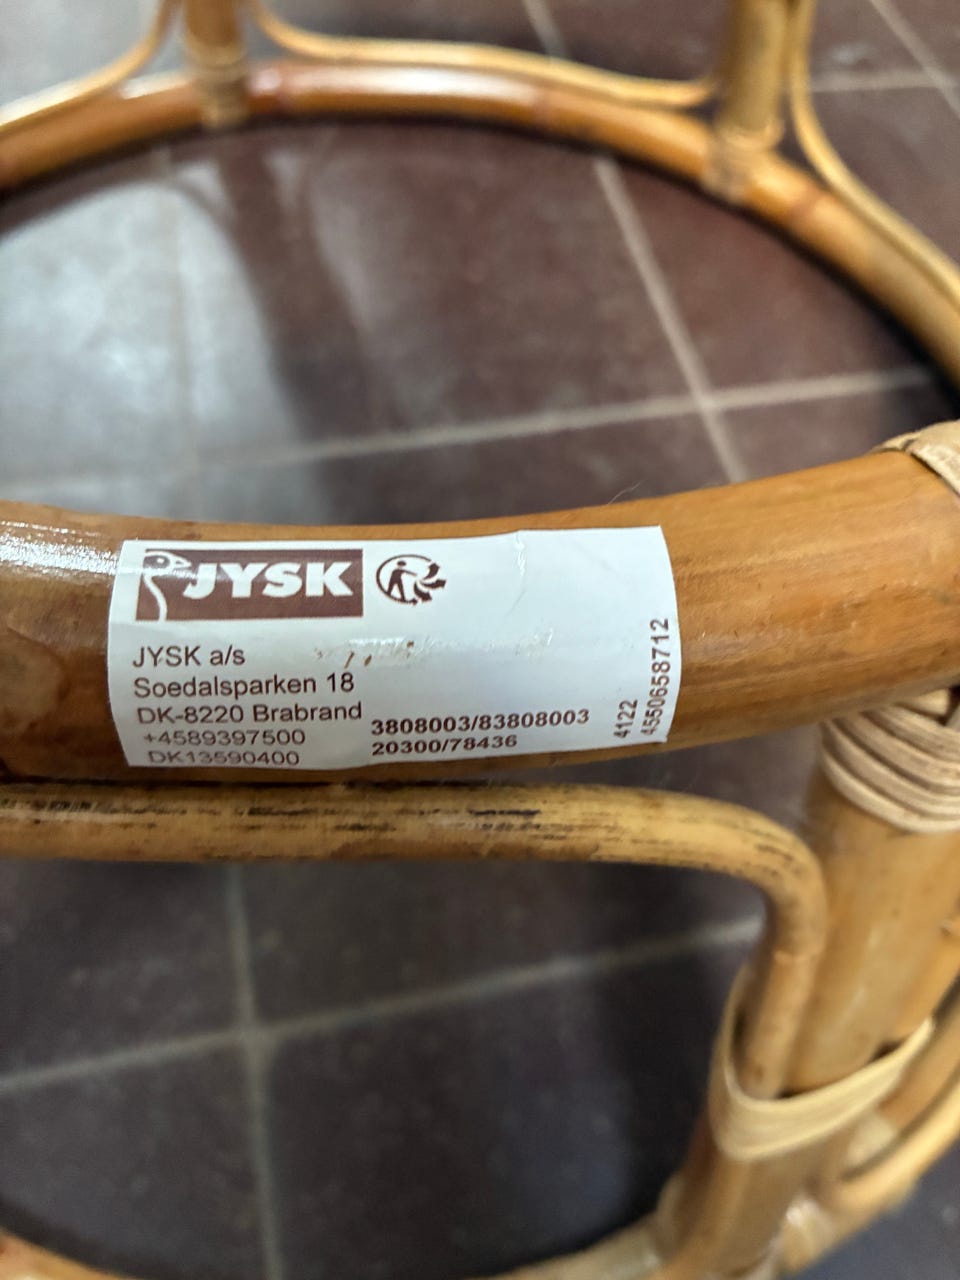 JYSK
JYSK a/s
Soedalsparken 18
DK-8220 Brabrand
+4589397500
DK13590400
3808003/83808003
20300/78436
4122
4550658712